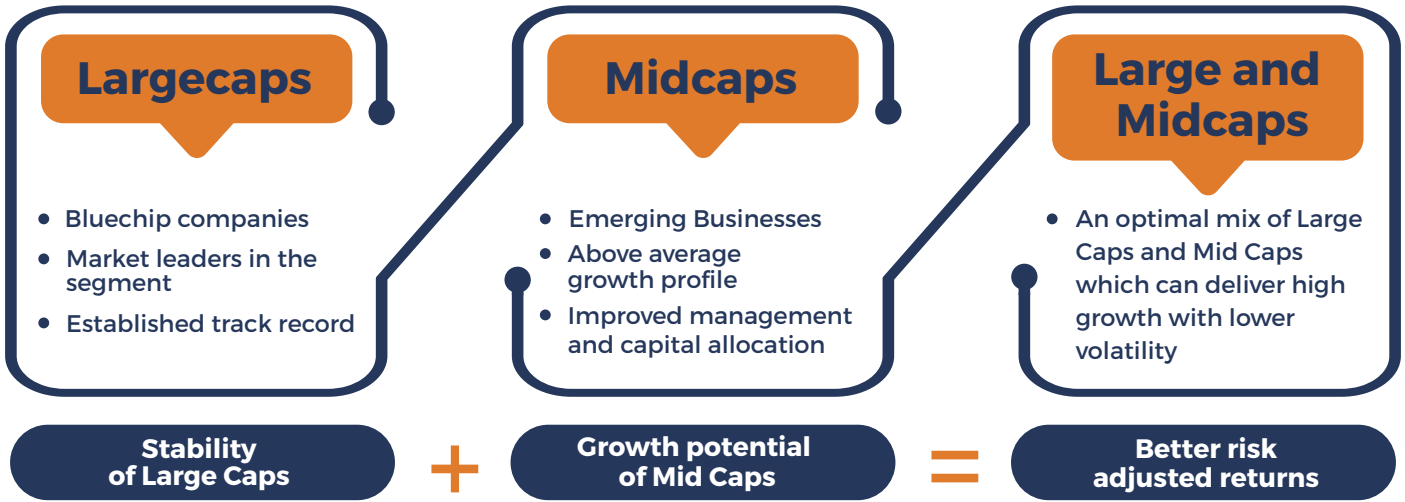 Largecaps
• Bluechip companies
• Market leaders in the
segment
• Established track record
Midcaps
• Emerging Businesses
• Above average
growth profile
• Improved management
and capital allocation
Large and
Midcaps
• An optimal mix of Large
Caps and Mid Caps
which can deliver high
growth with lower
volatility
Stability
of Large Caps
+
Growth potential
of Mid Caps
=
Better risk
adjusted returns